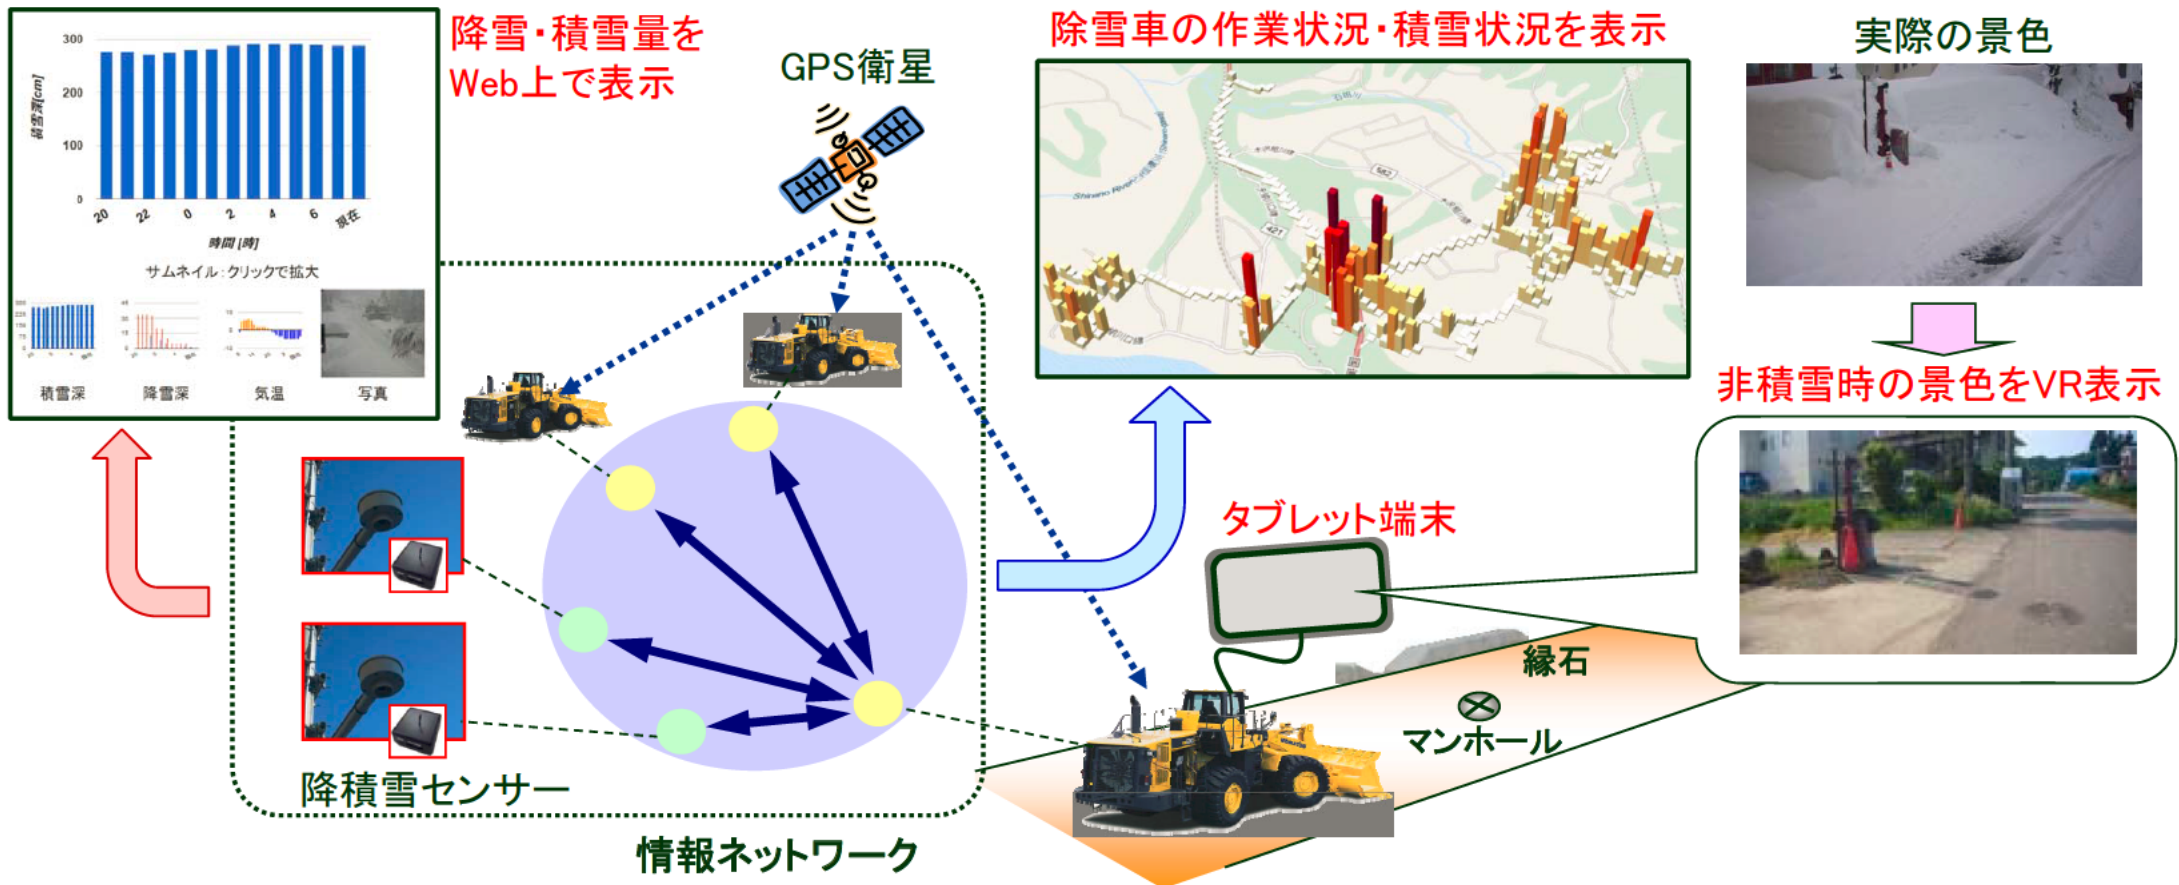 降雪・積雪量を
Web上で表示
300
200
100
0
積雪深[cm]
20
22
0
2
4
6
現在
時間 [時]
サムネイル:クリックで拡大
積雪深
降雪深
気温
写真
GPS衛星
除雪車の作業状況・積雪状況を表示
421
582
実際の景色
非積雪時の景色をVR表示
タブレット端末
縁石
マンホール
降積雪センサー
情報ネットワーク